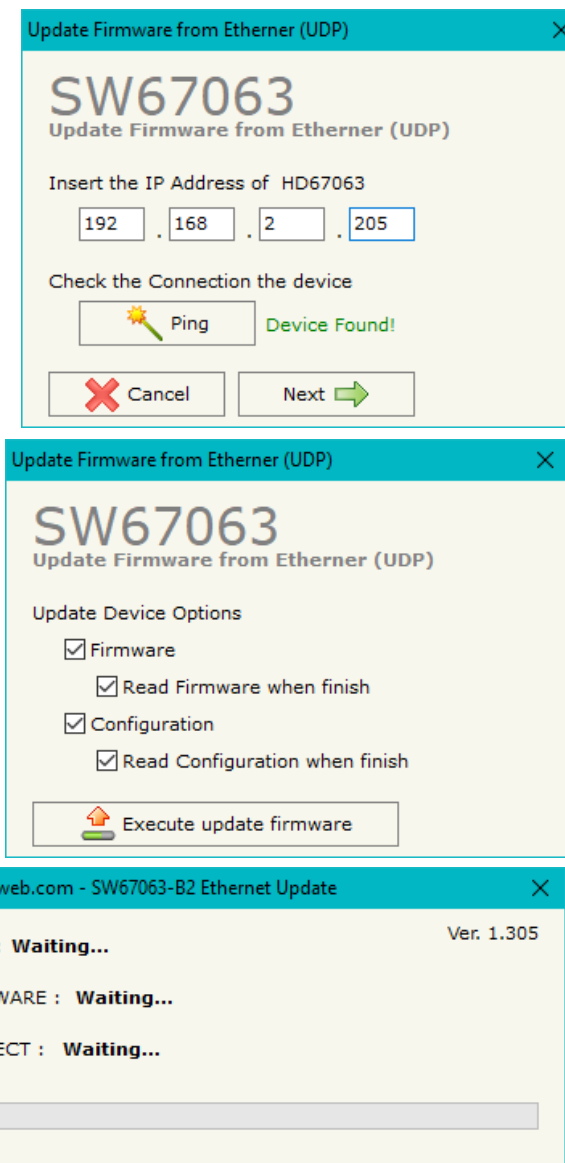 Update Firmware from Etherner (UDP)
SW67063
Update Firmware from Etherner (UDP)
Insert the IP Address of HD67063
192 . 168 . 2 . 205
Check the Connection the device
Ping Device Found!
Cancel Next
Update Firmware from Etherner (UDP)
SW67063
Update Firmware from Etherner (UDP)
Update Device Options
Firmware
Read Firmware when finish
Configuration
Read Configuration when finish
Execute update firmware
web.com - SW67063-B2 Ethernet Update
Ver. 1.305
: Waiting...
WARE : Waiting...
ECT : Waiting...